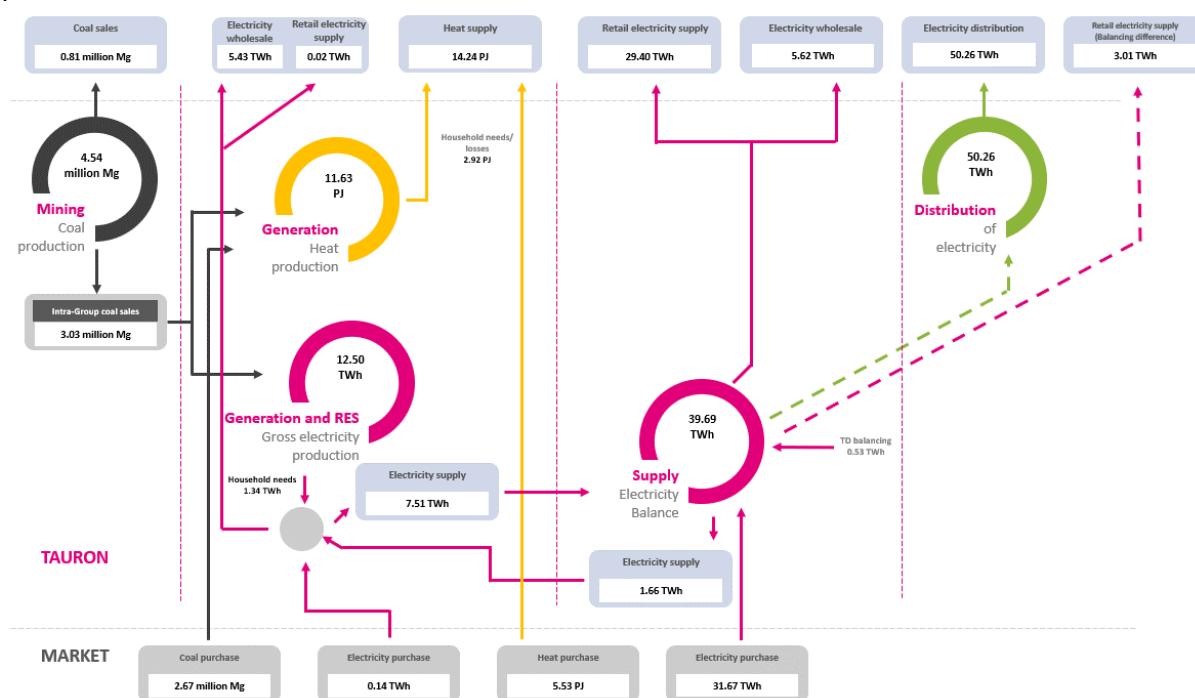 Coal sales
0.81 million Mg
Electricity
wholesale
5.43 TWh
Retail electricity
supply
0.02 TWh
Heat supply
14.24 PJ
Retail electricity supply
29.40 TWh
Electricity wholesale
5.62 TWh
Electricity distribution
50.26 TWh
Retail electricity supply
(Balancing difference)
3.01 TWh
4.54
million Mg
Mining
Coal
production
11.63
PJ
Generation
Heat
production
Household needs/
losses
2.92 PJ
50.26
TWh
Distribution
of
electricity
Intra-Group coal sales
3.03 million Mg
12.50
TWh
Generation and RES
Gross electricity
production
39.69
TWh
Supply
Electricity
Balance
TD balancing
0.53 TWh
Household needs
1.34 TWh
Electricity supply
7.51 TWh
Electricity supply
1.66 TWh
TAURON
MARKET
Coal purchase
2.67 million Mg
Electricity purchase
0.14 TWh
Heat purchase
5.53 PJ
Electricity purchase
31.67 TWh